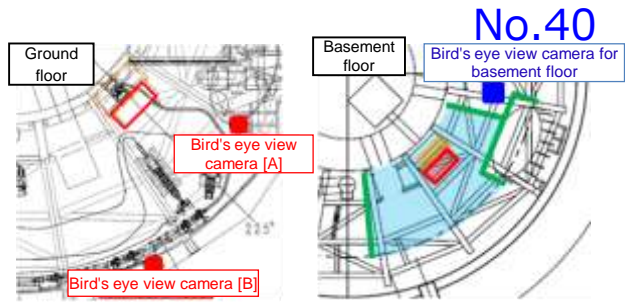 No.40
Ground
floor
Basement
floor
Bird's eye view camera for
basement floor
Bird's eye view
camera [A]
225°
Bird's eye view camera [B]